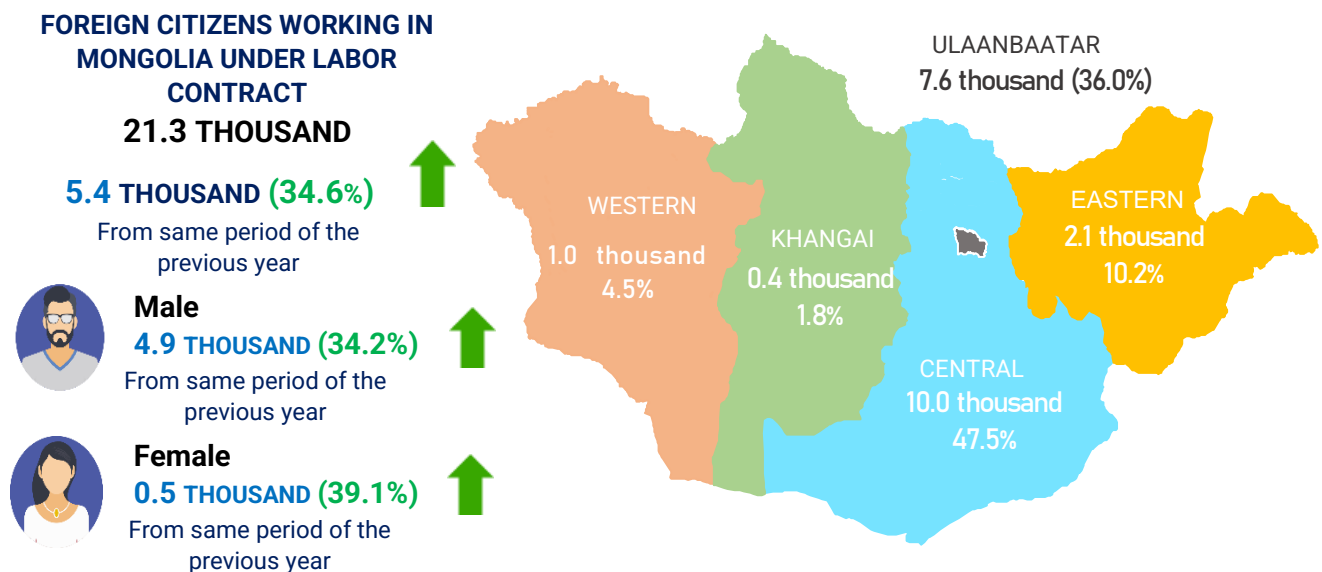 FOREIGN CITIZENS WORKING IN
MONGOLIA UNDER LABOR
CONTRACT
21.3 THOUSAND
5.4 THOUSAND (34.6%)
From same period of the
previous year
Male
4.9 THOUSAND (34.2%)
From same period of the
previous year
Female
0.5 THOUSAND (39.1%)
From same period of the
previous year
ULAANBAATAR
7.6 thousand (36.0%)
WESTERN
1.0 thousand
4.5%
KHANGAI
0.4 thousand
1.8%
EASTERN
2.1 thousand
10.2%
CENTRAL
10.0 thousand
47.5%